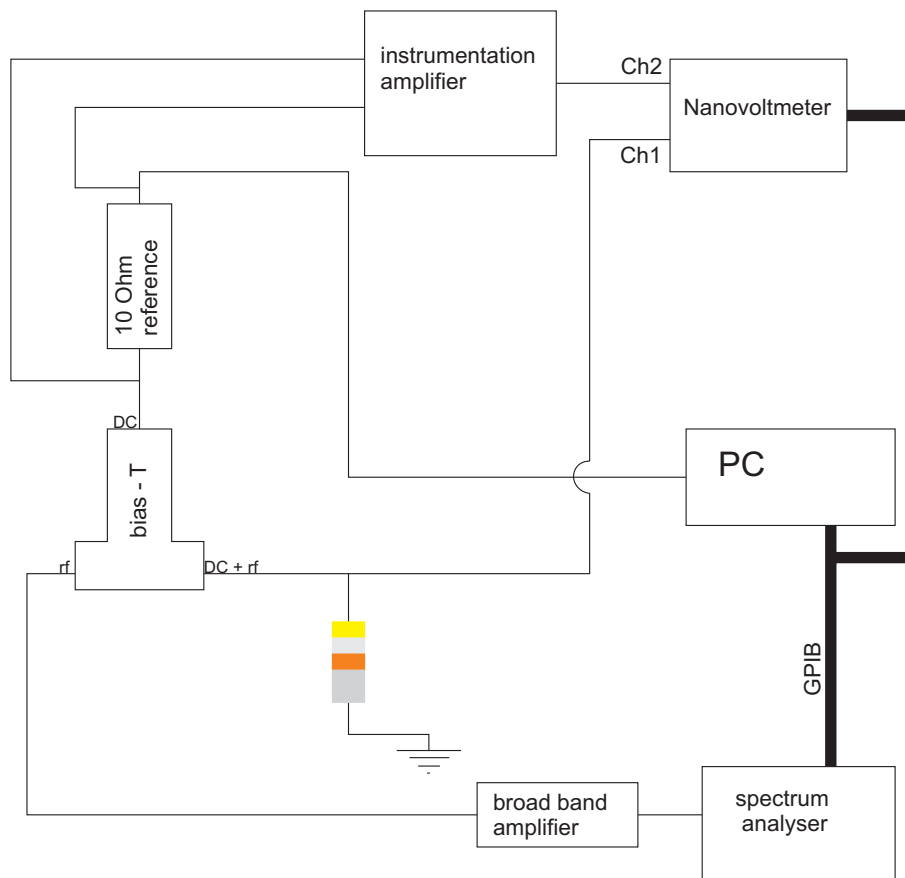 instrumentation
amplifier
Ch2
Nanovoltmeter
Ch1
10 Ohm
reference
DC
bias - T
PC
rf
DC + rf
GPIB
broad band
amplifier
spectrum
analyser